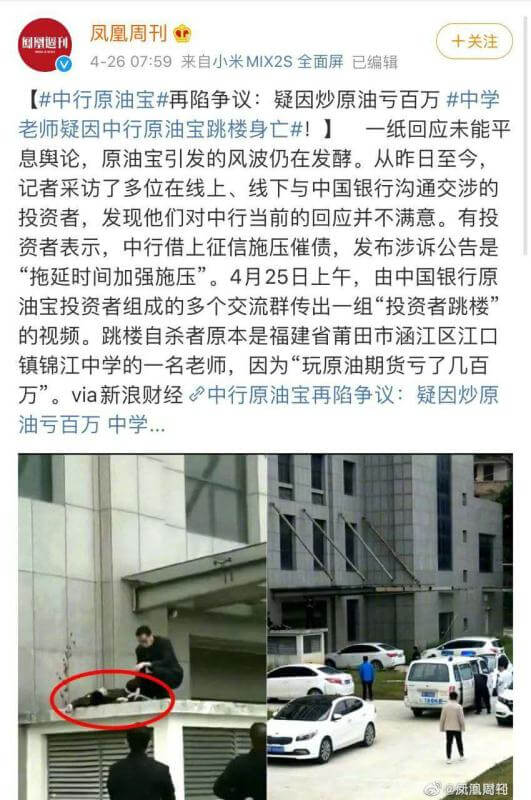 凤凰周刊
4-26 07:59 来自小米MIX2S 全面屏 已编辑
凰凰週刊
+关注
【#中行原油宝#再陷争议：疑因炒原油亏百万 #中学
老师疑因中行原油宝跳楼身亡#！】 一纸回应未能平
息舆论，原油宝引发的风波仍在发酵。从昨日至今，
记者采访了多位在线上、线下与中国银行沟通交涉的
投资者，发现他们对中行当前的回应并不满意。有投
资者表示，中行借上征信施压催债，发布涉诉公告是
“拖延时间加强施压”。4月25日上午，由中国银行原
油宝投资者组成的多个交流群传出一组“投资者跳楼”
的视频。跳楼自杀者原本是福建省莆田市涵江区江口
镇锦江中学的一名老师，因为“玩原油期货亏了几百
万”。via新浪财经 中行原油宝再陷争议：疑因炒原
油亏百万 中学...
@凤凰周刊